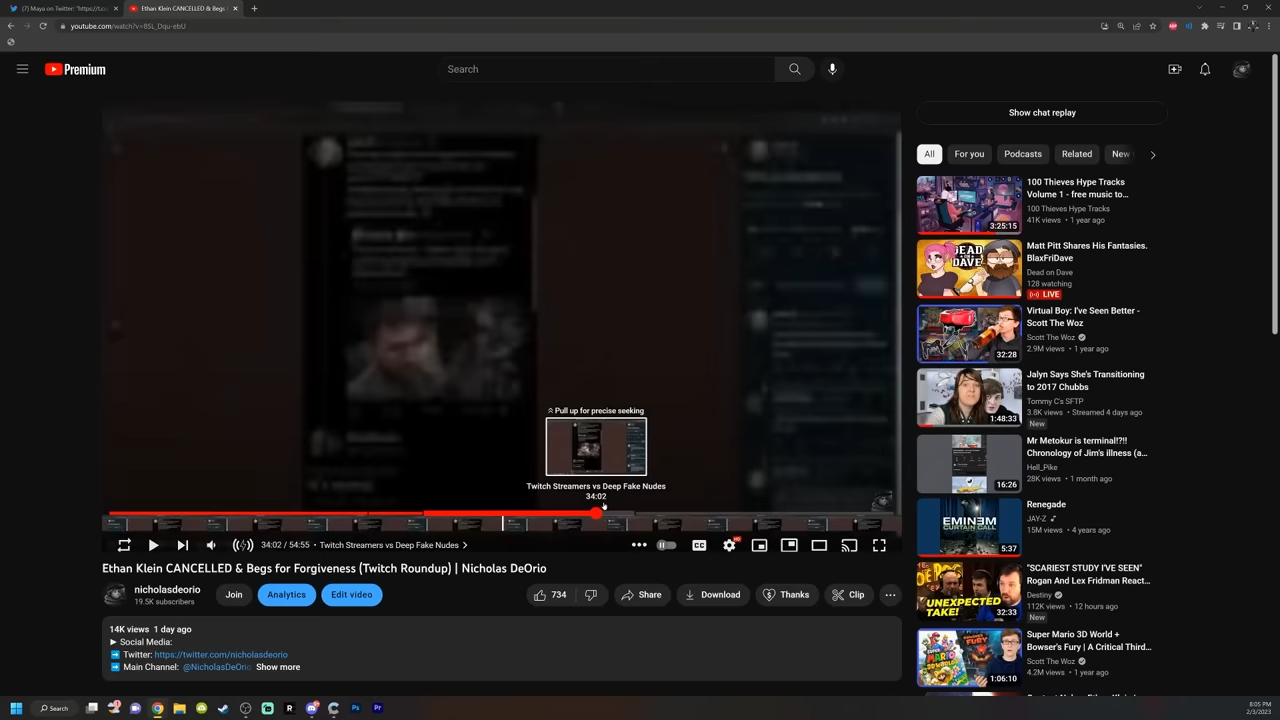 (7) Maya on Twitter: "https://t.co
Ethan Klein CANCELLED & Begs
youtube.com/watch?v=8SL_Dqu-ebU
Premium
Search
Show chat replay
All
For you
Podcasts
Related
New
100 Thieves Hype Tracks
Volume 1 - free music to...
100 Thieves Hype Tracks
41K views • 1 year ago
3:25:15
DEAD
ON
DAVE
Matt Pitt Shares His Fantasies.
BlaxFriDave
Dead on Dave
128 watching
LIVE
Virtual Boy: I've Seen Better -
Scott The Woz
Scott The Woz
2.9M views • 1 year ago
32:28
Jalyn Says She's Transitioning
to 2017 Chubbs
Tommy C's SFTP
3.8K views • Streamed 4 days ago
New
1:48:33
Mr Metokur is terminal?!!
Chronology of Jim's illness (a...
Hell_Pike
28K views • 1 month ago
16:26
EMINEM
CURTAIN CALL
5:37
Renegade
JAY-Z
15M views • 4 years ago
UNEXPECTED
TAKE!
32:33
"SCARIEST STUDY I'VE SEEN"
Rogan And Lex Fridman React...
Destiny
112K views • 12 hours ago
New
1:06:10
Super Mario 3D World +
Bowser's Fury | A Critical Third...
Scott The Woz
4.2M views • 1 year ago
Pull up for precise seeking
Twitch Streamers vs Deep Fake Nudes
34:02
34:02 / 54:55 • Twitch Streamers vs Deep Fake Nudes
HD
Ethan Klein CANCELLED & Begs for Forgiveness (Twitch Roundup) | Nicholas DeOrio
nicholasdeorio
19.5K subscribers
Join
Analytics
Edit video
734
Share
Download
Thanks
Clip
14K views 1 day ago
► Social Media:
Twitter: https://twitter.com/nicholasdeorio
Main Channel: @NicholasDeOrio Show more
Search
8:05 PM
2/3/2023